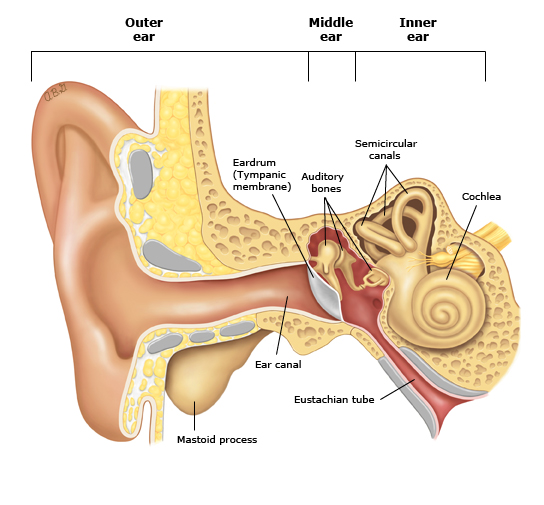 Outer
ear
Middle
ear
Inner
ear
Semicircular
canals
Eardrum
(Tympanic
membrane)
Auditory
bones
Cochlea
Ear canal
Eustachian tube
Mastoid process